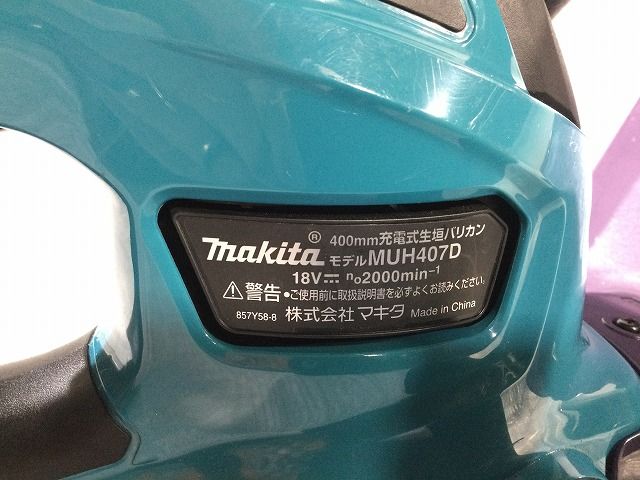 makita® 400mm充電式生垣バリカン
モデルMUH407D
18V⎓ n₀2000min⁻¹
⚠警告 •ご使用前に取扱説明書を必ずよくお読みください。
857Y58-8 株式会社 マキタ Made in China